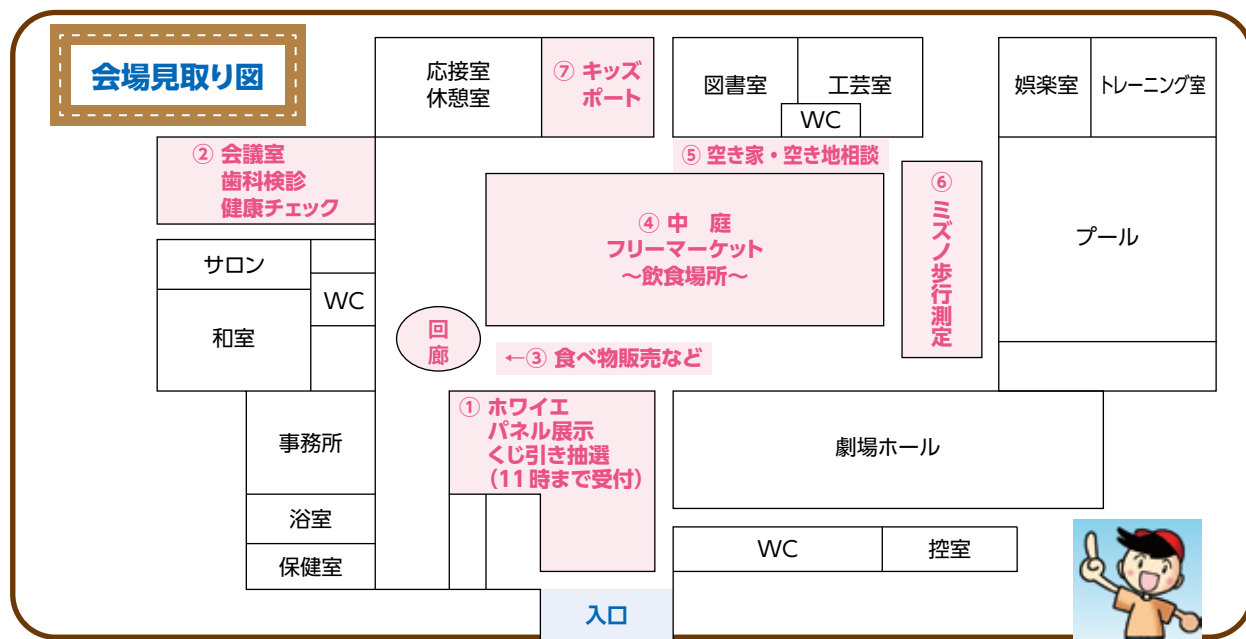 会場見取り図
応接室
休憩室
⑦ キッズ
ポート
図書室
工芸室
WC
娯楽室
トレーニング室
② 会議室
歯科検診
健康チェック
⑤ 空き家・空き地相談
④ 中　庭
フリーマーケット
～飲食場所～
⑥ ミズノ歩行測定
プール
サロン
WC
和室
回廊
←③ 食べ物販売など
① ホワイエ
パネル展示
くじ引き抽選
(11時まで受付)
事務所
劇場ホール
浴室
保健室
WC
控室
入口